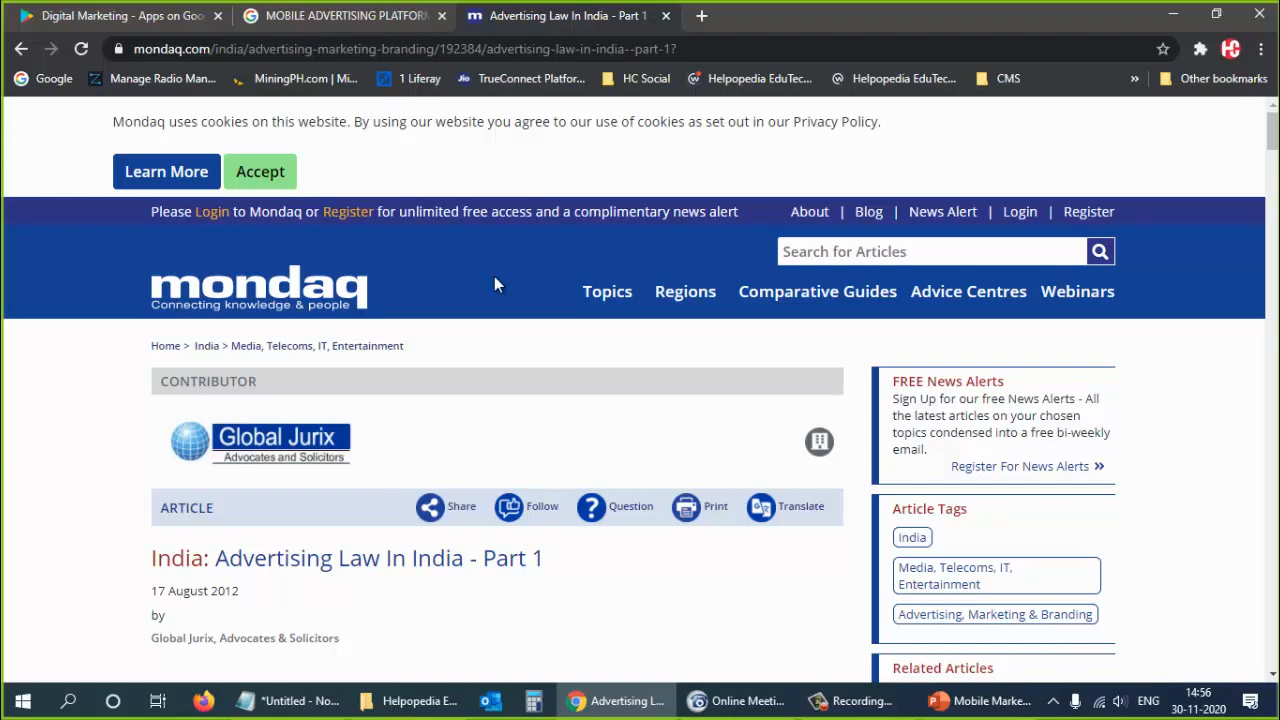 Digital Marketing - Apps on Goo
MOBILE ADVERTISING PLATFORM
Advertising Law In India - Part 1
mondaq.com/india/advertising-marketing-branding/192384/advertising-law-in-india--part-1?
Google
Manage Radio Man...
MiningPH.com | Mi...
1 Liferay
TrueConnect Platfor...
HC Social
Helpopedia EduTec...
Helpopedia EduTec...
CMS
»
Other bookmarks
Mondaq uses cookies on this website. By using our website you agree to our use of cookies as set out in our Privacy Policy.
Learn More
Accept
Please Login to Mondaq or Register for unlimited free access and a complimentary news alert
About | Blog | News Alert | Login | Register
Search for Articles
mondaq
Connecting knowledge & people
Topics
Regions
Comparative Guides
Advice Centres
Webinars
Home > India > Media, Telecoms, IT, Entertainment
CONTRIBUTOR
Global Jurix
Advocates and Solicitors
ARTICLE
Share
Follow
Question
Print
Translate
India: Advertising Law In India - Part 1
17 August 2012
by
Global Jurix, Advocates & Solicitors
FREE News Alerts
Sign Up for our free News Alerts - All
the latest articles on your chosen
topics condensed into a free bi-weekly
email.
Register For News Alerts »
Article Tags
India
Media, Telecoms, IT,
Entertainment
Advertising, Marketing & Branding
Related Articles
*Untitled - No...
Helpopedia E...
Advertising L...
Online Meeti...
Recording...
Mobile Marke...
ENG
14:56
30-11-2020